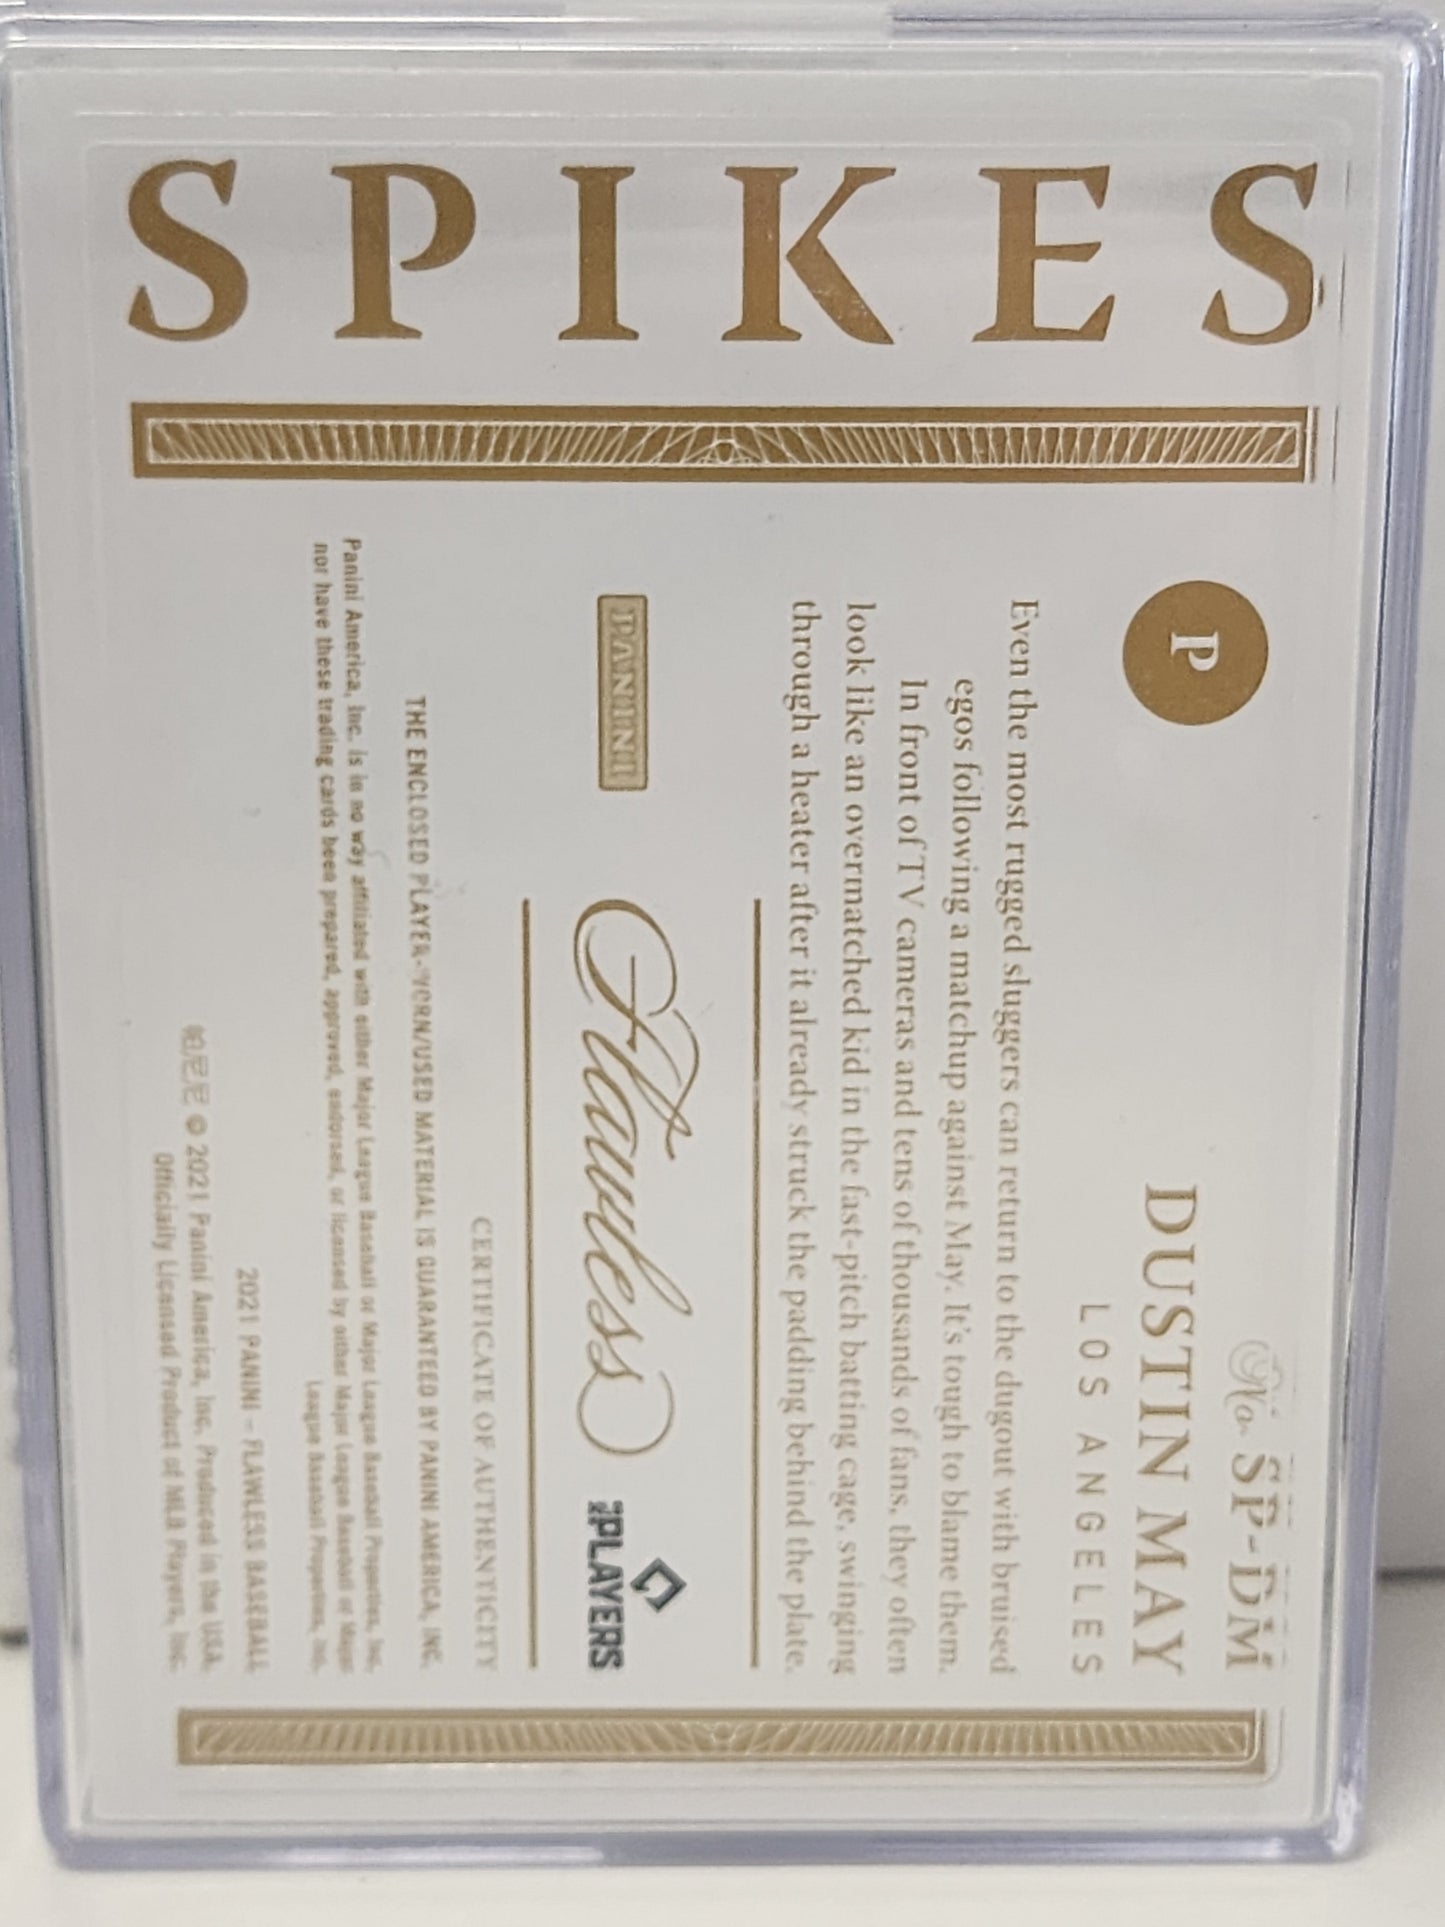 SPIKES
No. SP-DM
P
DUSTIN MAY
LOS ANGELES
Even the most rugged sluggers can return to the dugout with bruised
egos following a matchup against May. It's tough to blame them.
In front of TV cameras and tens of thousands of fans, they often
look like an overmatched kid in the fast-pitch batting cage, swinging
through a heater after it already struck the padding behind the plate.
PANINI
Flawless
MLB PLAYERS
CERTIFICATE OF AUTHENTICITY
THE ENCLOSED PLAYER-WORN/USED MATERIAL IS GUARANTEED BY PANINI AMERICA, INC.
Panini America, Inc. is in no way affiliated with either Major League Baseball or Major League Baseball Properties, Inc.,
nor have these trading cards been prepared, approved, endorsed, or licensed by either Major League Baseball or Major
League Baseball Properties, Inc.
2021 PANINI – FLAWLESS BASEBALL
帕尼尼 © 2021 Panini America, Inc. Produced in the USA.
Officially Licensed Product of MLB Players, Inc.